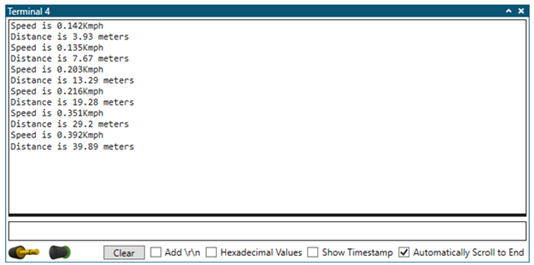 Terminal 4
Speed is 0.142Kmph
Distance is 3.93 meters
Speed is 0.135Kmph
Distance is 7.67 meters
Speed is 0.203Kmph
Distance is 13.29 meters
Speed is 0.216Kmph
Distance is 19.28 meters
Speed is 0.351Kmph
Distance is 29.2 meters
Speed is 0.392Kmph
Distance is 39.89 meters
Clear Add \r\n Hexadecimal Values Show Timestamp Automatically Scroll to End